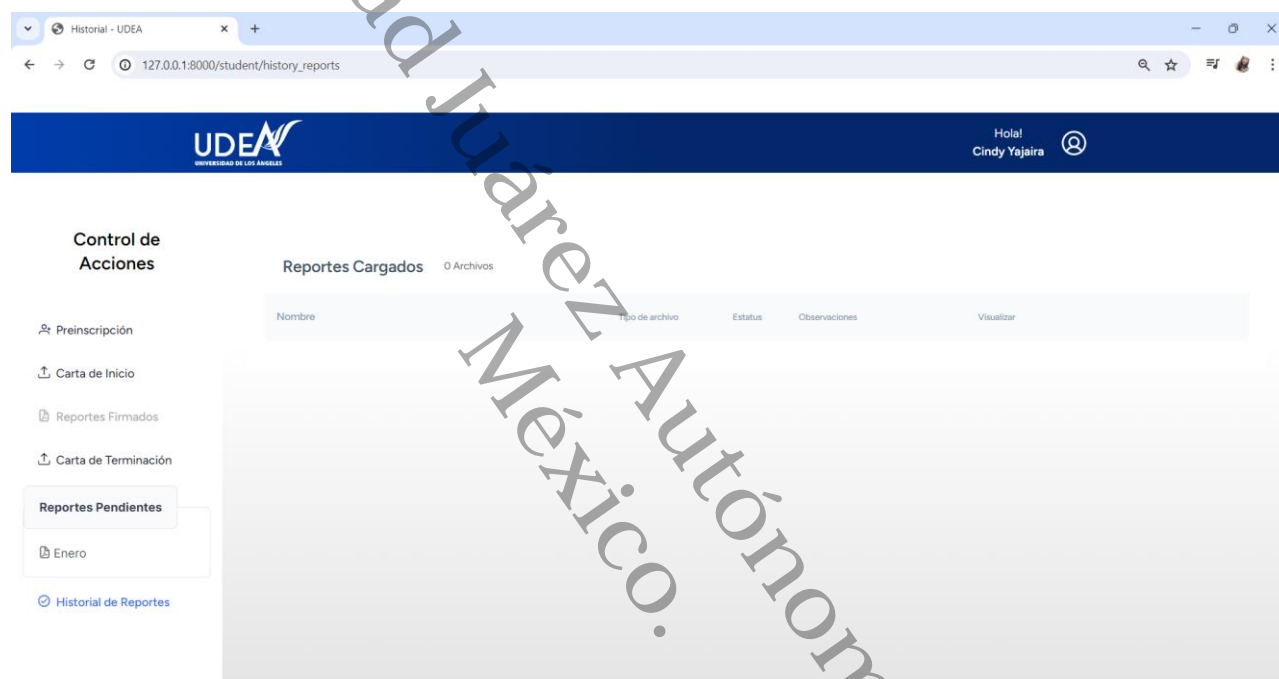 Historial - UDEA
127.0.0.1:8000/student/history_reports
UDEA
UNIVERSIDAD DE LOS ÁNGELES
Hola!
Cindy Yajaira
Control de
Acciones
Preinscripción
Carta de Inicio
Reportes Firmados
Carta de Terminación
Reportes Pendientes
Enero
Historial de Reportes
Reportes Cargados 0 Archivos
Nombre Tipo de archivo Estatus Observaciones Visualizar
Juárez
México.